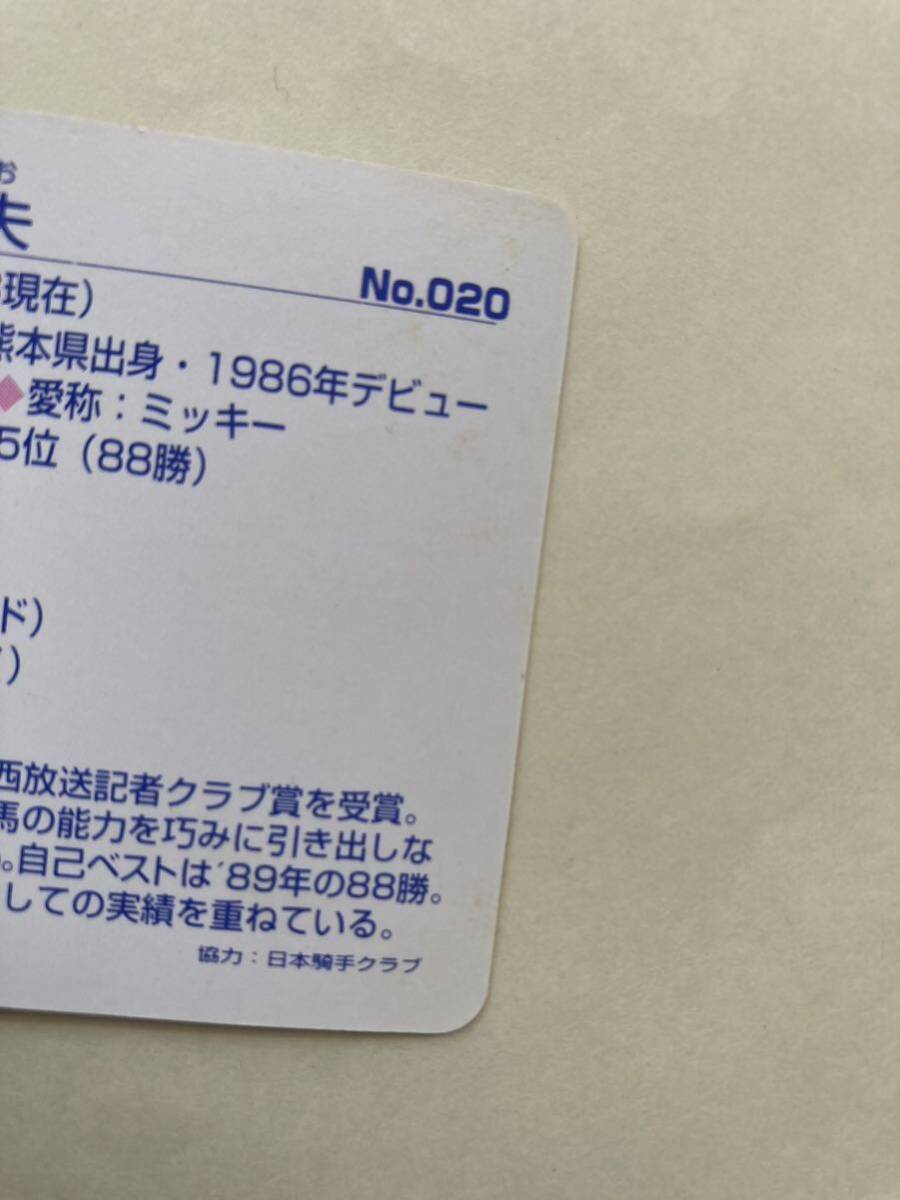 お
夫
No.020
現在)
熊本県出身・1986年デビュー
◆愛称：ミッキー
5位（88勝）
ド)
)
西放送記者クラブ賞を受賞。
馬の能力を巧みに引き出しな
。自己ベストは'89年の88勝。
しての実績を重ねている。
協力：日本騎手クラブ